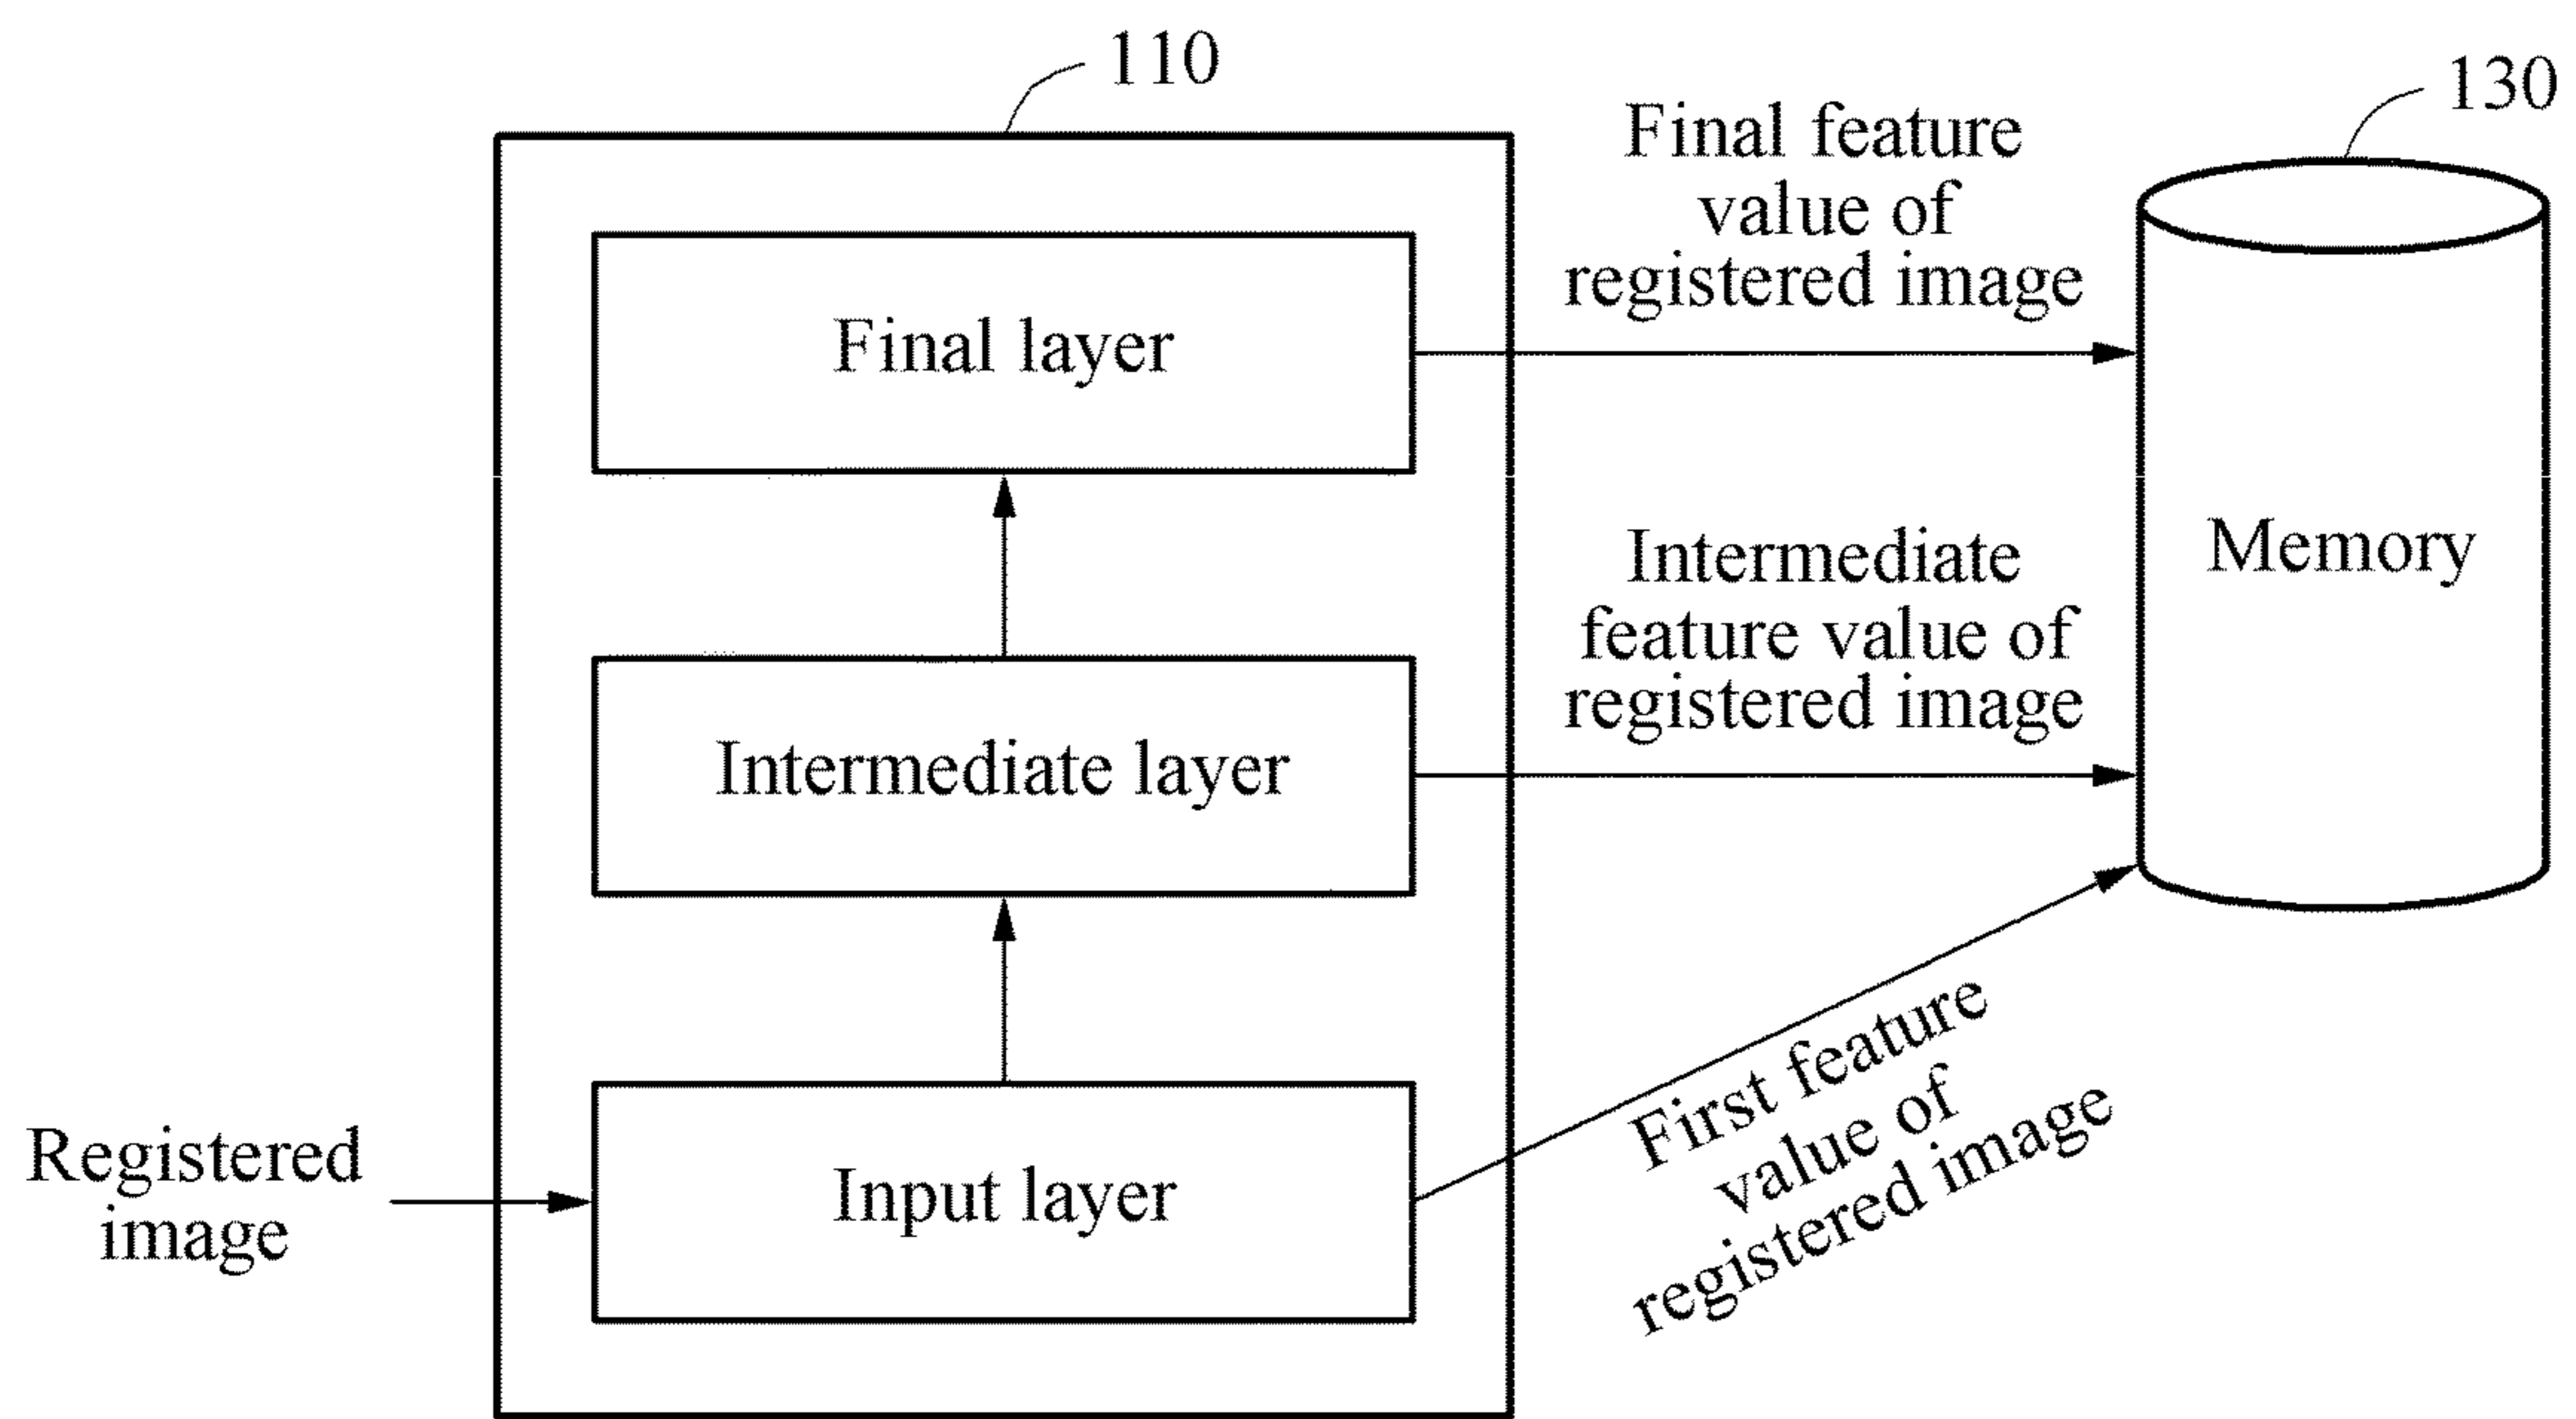 110
130
Final feature
value of
registered image
Final layer
Memory
Intermediate
feature value of
registered image
Intermediate layer
First feature
value of
registered image
Registered
image
Input layer